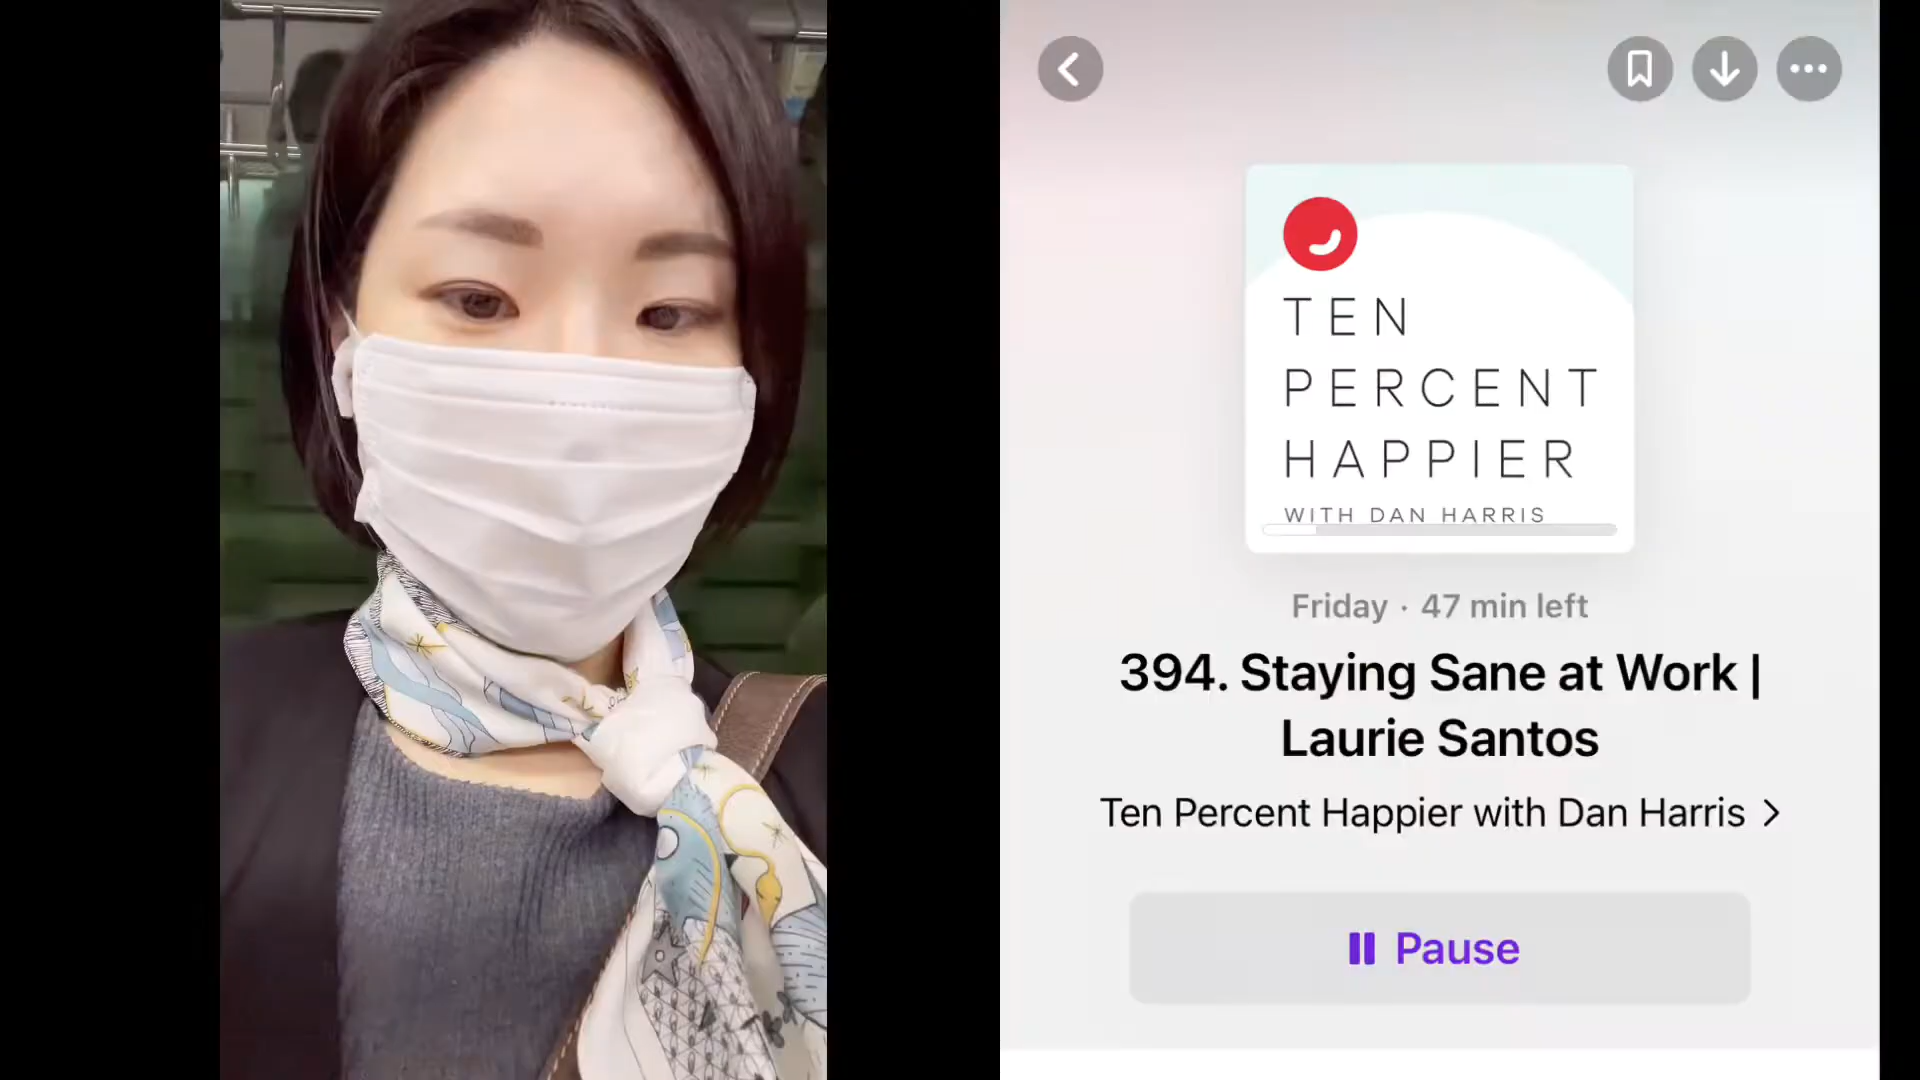 TEN
PERCENT
HAPPIER
WITH DAN HARRIS
Friday · 47 min left
394. Staying Sane at Work |
Laurie Santos
Ten Percent Happier with Dan Harris
Pause